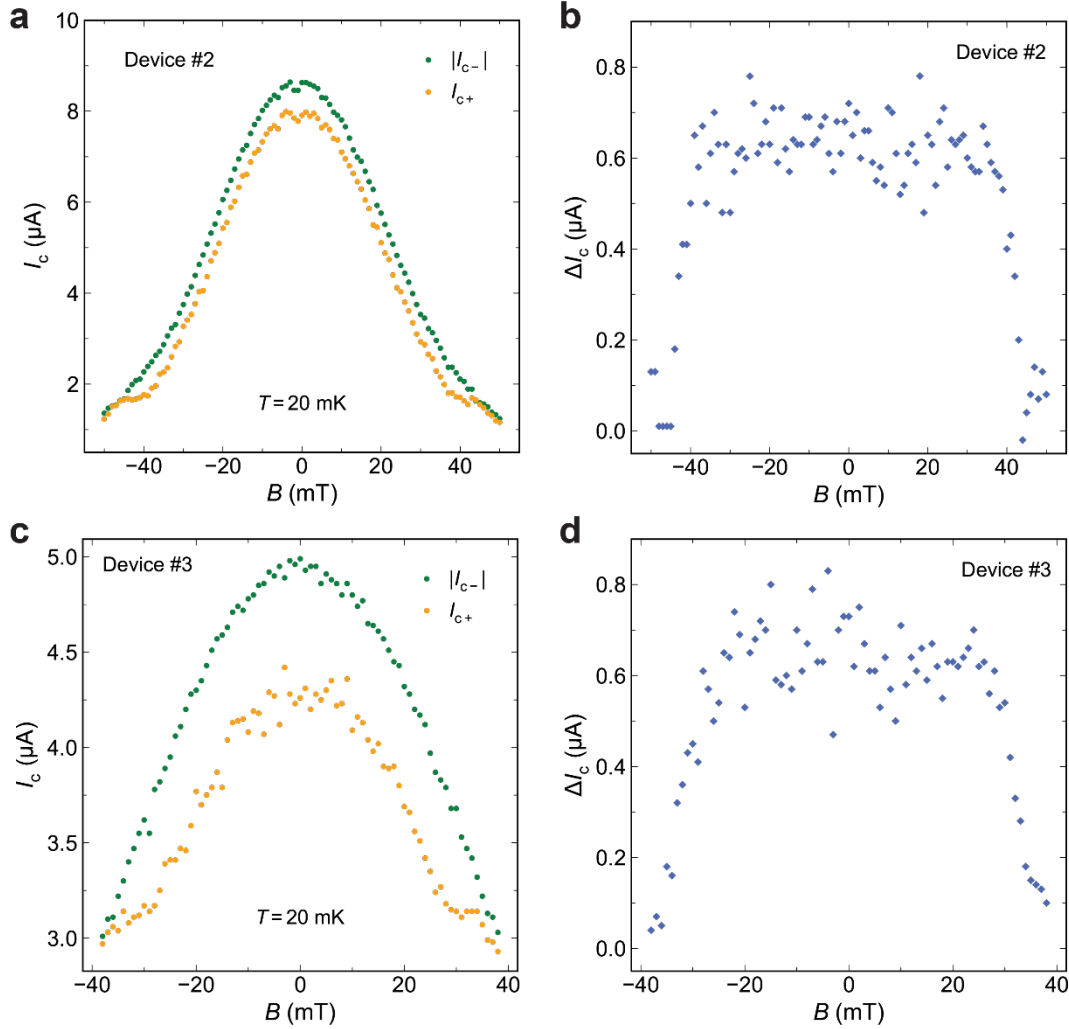 a
Device #2
|Ic−|
Ic+
10
8
6
4
2
Ic (μA)
T = 20 mK
−40
−20
0
20
40
B (mT)
b
Device #2
0.8
0.6
0.4
0.2
0.0
ΔIc (μA)
−40
−20
0
20
40
B (mT)
c
Device #3
|Ic−|
Ic+
5.0
4.5
4.0
3.5
3.0
Ic (μA)
T = 20 mK
−40
−20
0
20
40
B (mT)
d
Device #3
0.8
0.6
0.4
0.2
0.0
ΔIc (μA)
−40
−20
0
20
40
B (mT)